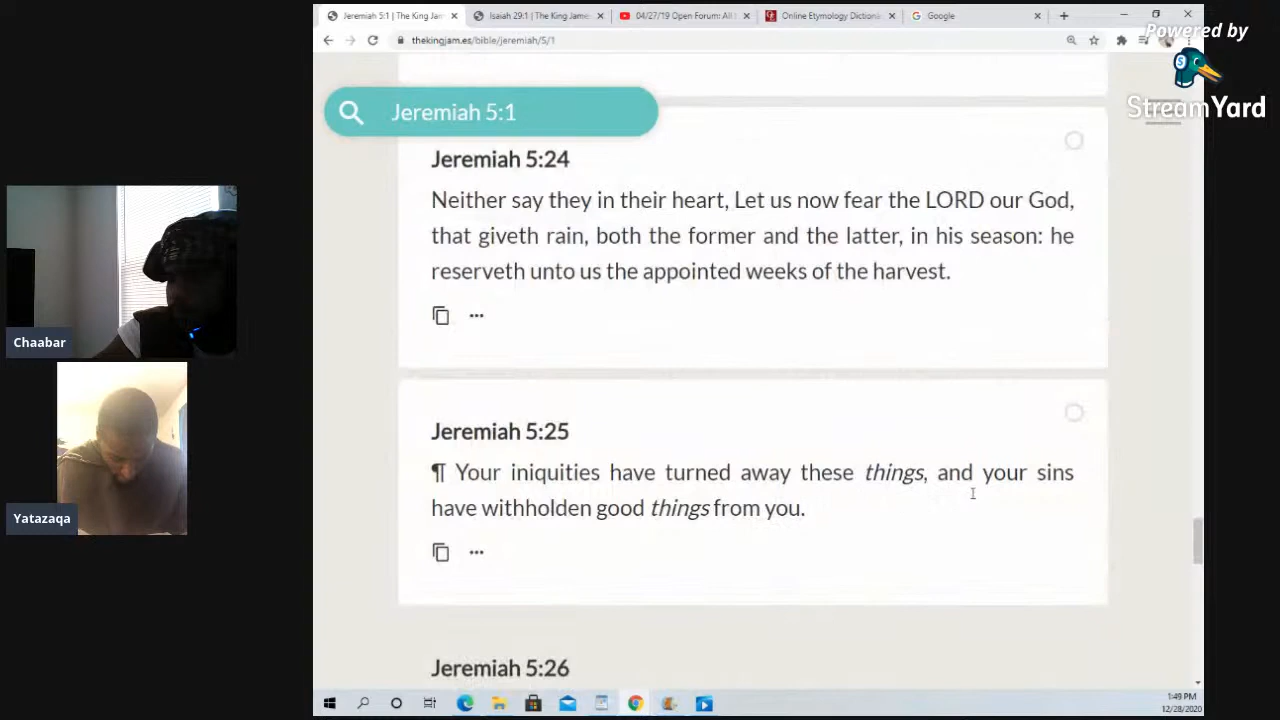 Jeremiah 5:1 | The King Jam
Isaiah 29:1 | The King James
04/27/19 Open Forum: All I
Online Etymology Dictiona
Google
thekingjam.es/bible/jeremiah/5/1
Powered by
StreamYard
Jeremiah 5:1
Jeremiah 5:24
Neither say they in their heart, Let us now fear the LORD our God,
that giveth rain, both the former and the latter, in his season: he
reserveth unto us the appointed weeks of the harvest.
Jeremiah 5:25
¶ Your iniquities have turned away these things, and your sins
have withholden good things from you.
Jeremiah 5:26
Chaabar
Yatazaqa
1:49 PM
12/28/2020